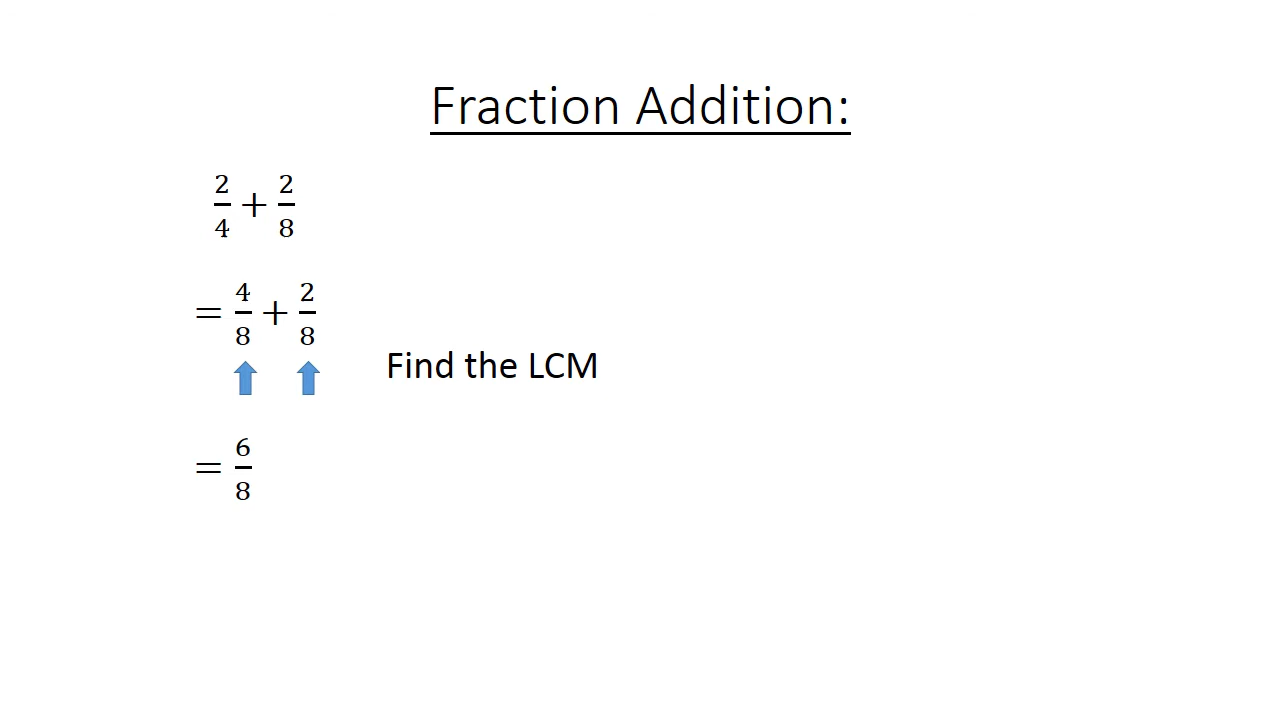 Fraction Addition:
2/4 + 2/8
= 4/8 + 2/8
Find the LCM
= 6/8